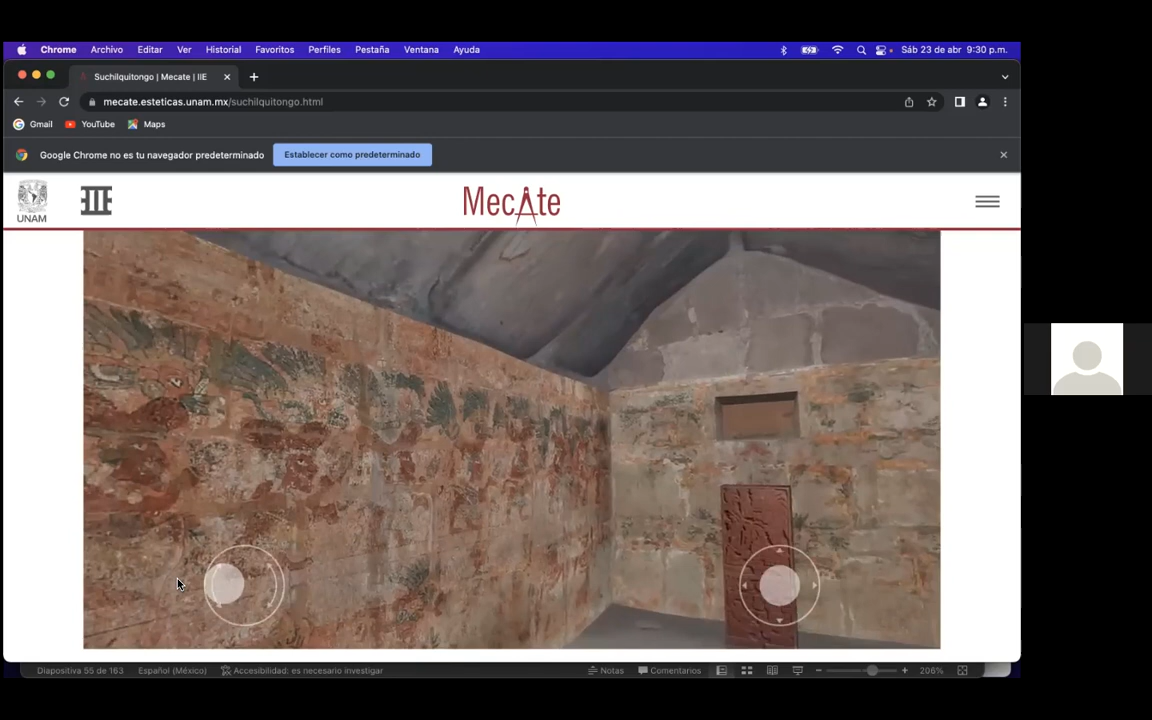 Chrome Archivo Editar Ver Historial Favoritos Perfiles Pestaña Ventana Ayuda Sáb 23 de abr 9:30 p.m.
Suchilquitongo | Mecate | IIE
mecate.esteticas.unam.mx/suchilquitongo.html
Gmail YouTube Maps
Google Chrome no es tu navegador predeterminado Establecer como predeterminado
UNAM
MecAte
Diapositiva 55 de 163 Español (México) Accesibilidad: es necesario investigar Notas Comentarios 206%